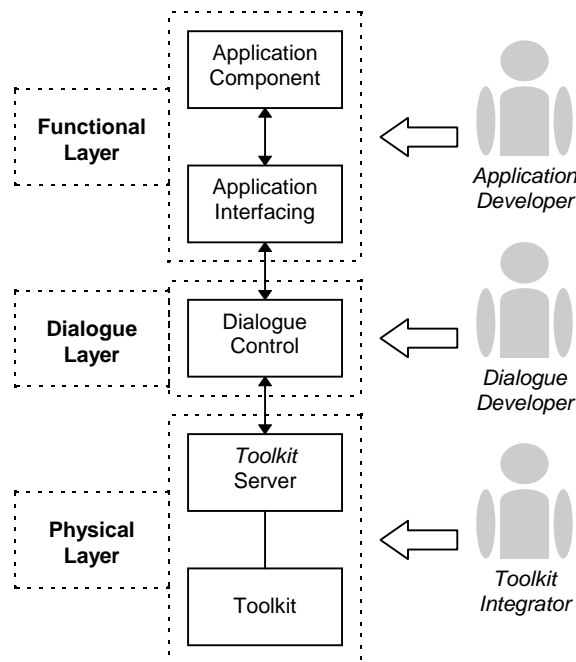 Application
Component
Functional
Layer
Application
Interfacing
Application
Developer
Dialogue
Layer
Dialogue
Control
Dialogue
Developer
Toolkit
Server
Physical
Layer
Toolkit
Toolkit
Integrator